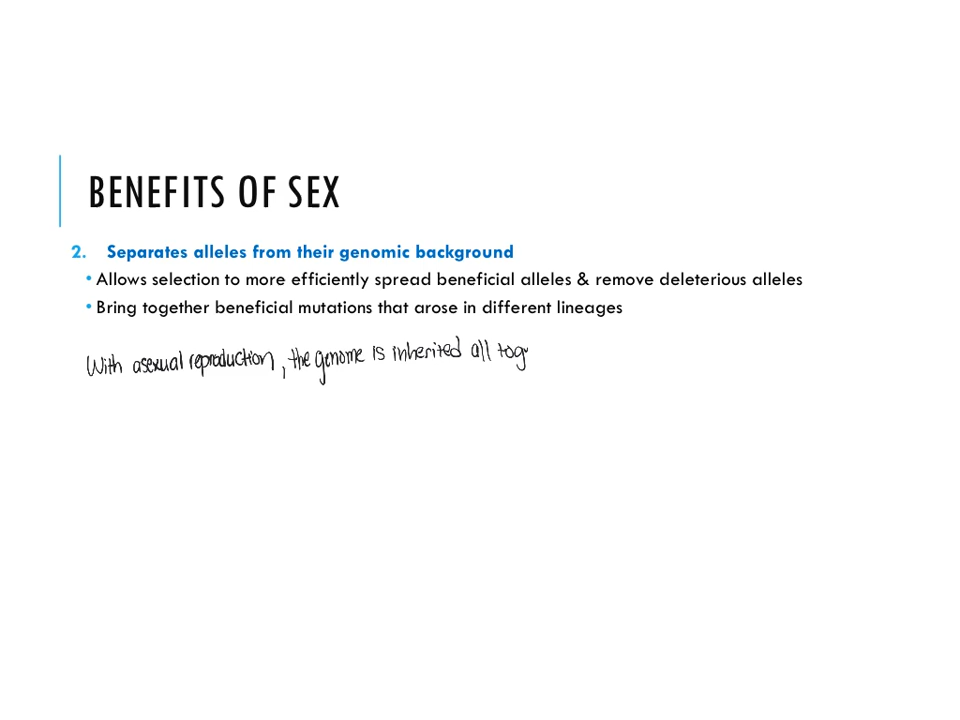 BENEFITS OF SEX
2. Separates alleles from their genomic background
• Allows selection to more efficiently spread beneficial alleles & remove deleterious alleles
• Bring together beneficial mutations that arose in different lineages
With asexual reproduction, the genome is inherited all tog